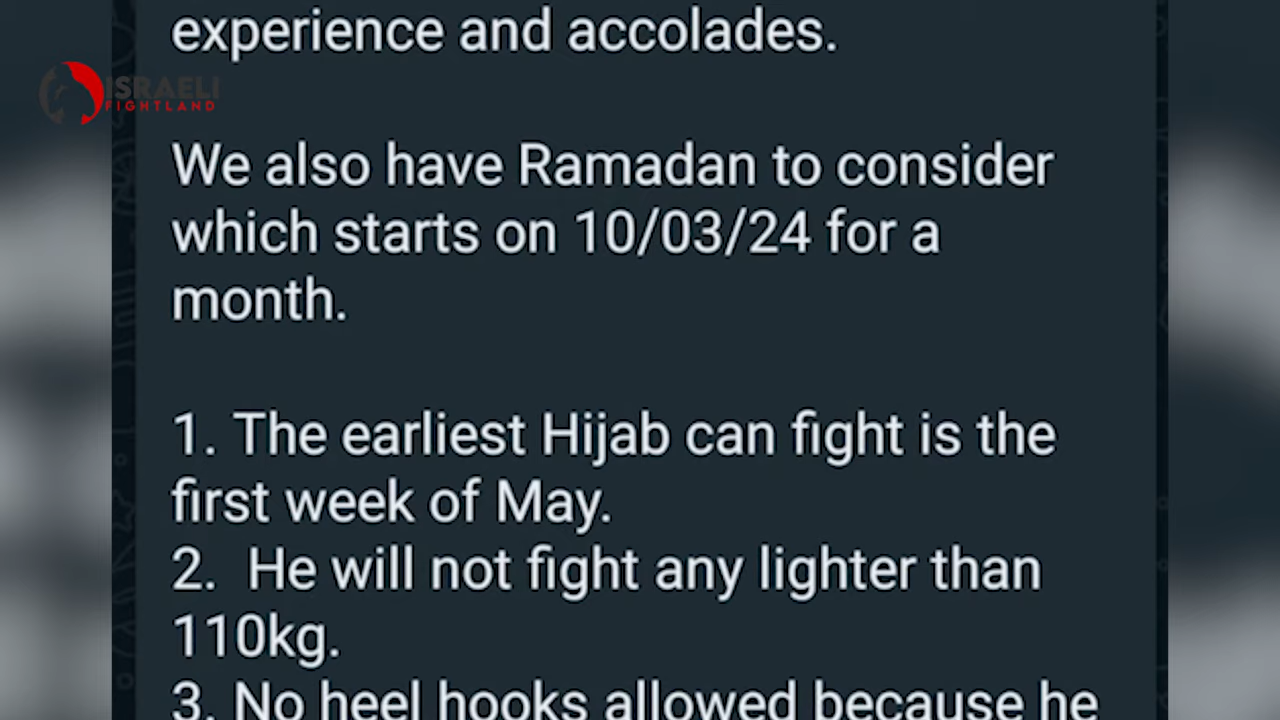 experience and accolades.
ISRAELI
FIGHTLAND
We also have Ramadan to consider
which starts on 10/03/24 for a
month.
1. The earliest Hijab can fight is the
first week of May.
2. He will not fight any lighter than
110kg.
3. No heel hooks allowed because he